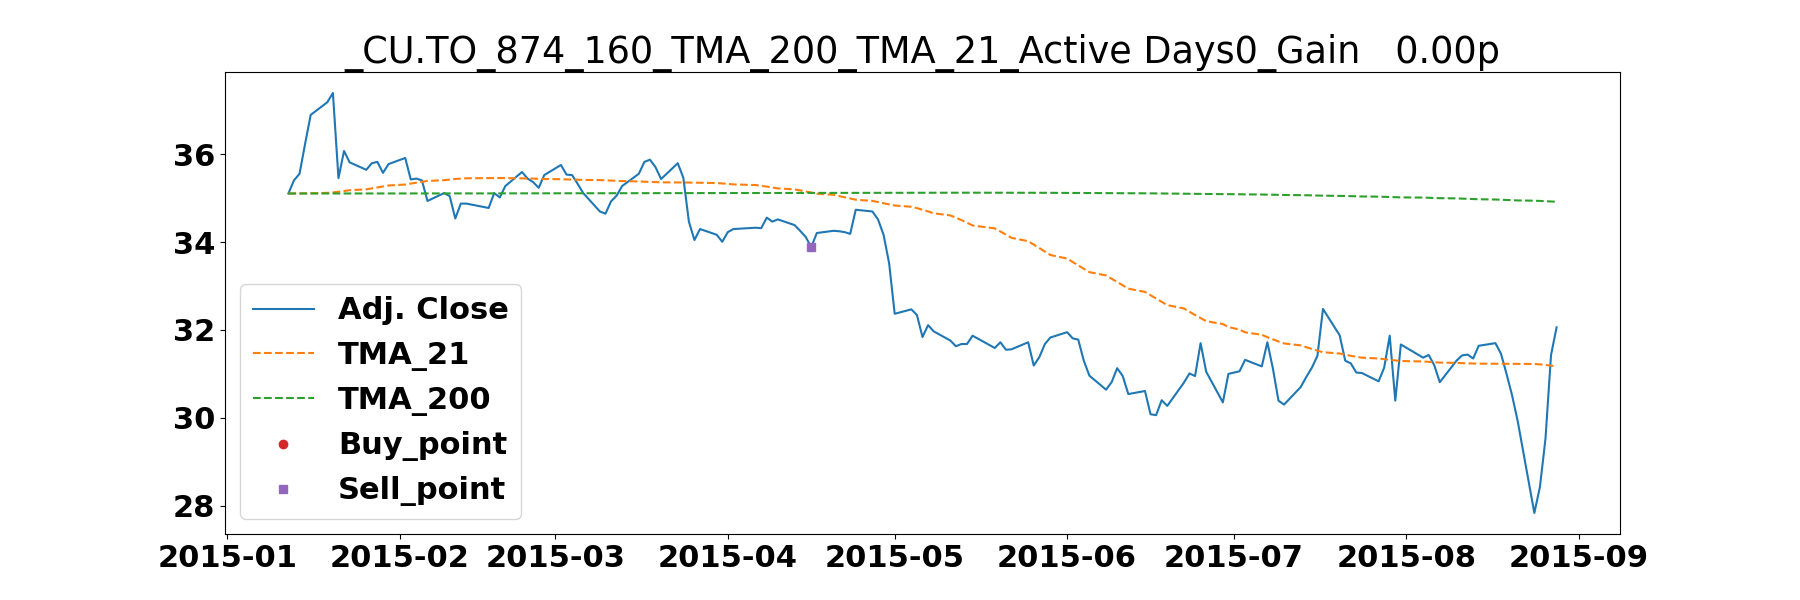 _CU.TO_874_160_TMA_200_TMA_21_Active Days0_Gain   0.00p
36
34
32
30
28
Adj. Close
TMA_21
TMA_200
Buy_point
Sell_point
2015-01 2015-02 2015-03 2015-04 2015-05 2015-06 2015-07 2015-08 2015-09